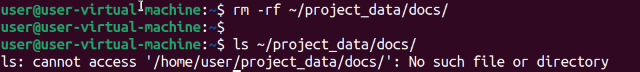 user@user-virtual-machine:~$ rm -rf ~/project_data/docs/
user@user-virtual-machine:~$
user@user-virtual-machine:~$ ls ~/project_data/docs/
ls: cannot access '/home/user/project_data/docs/': No such file or directory